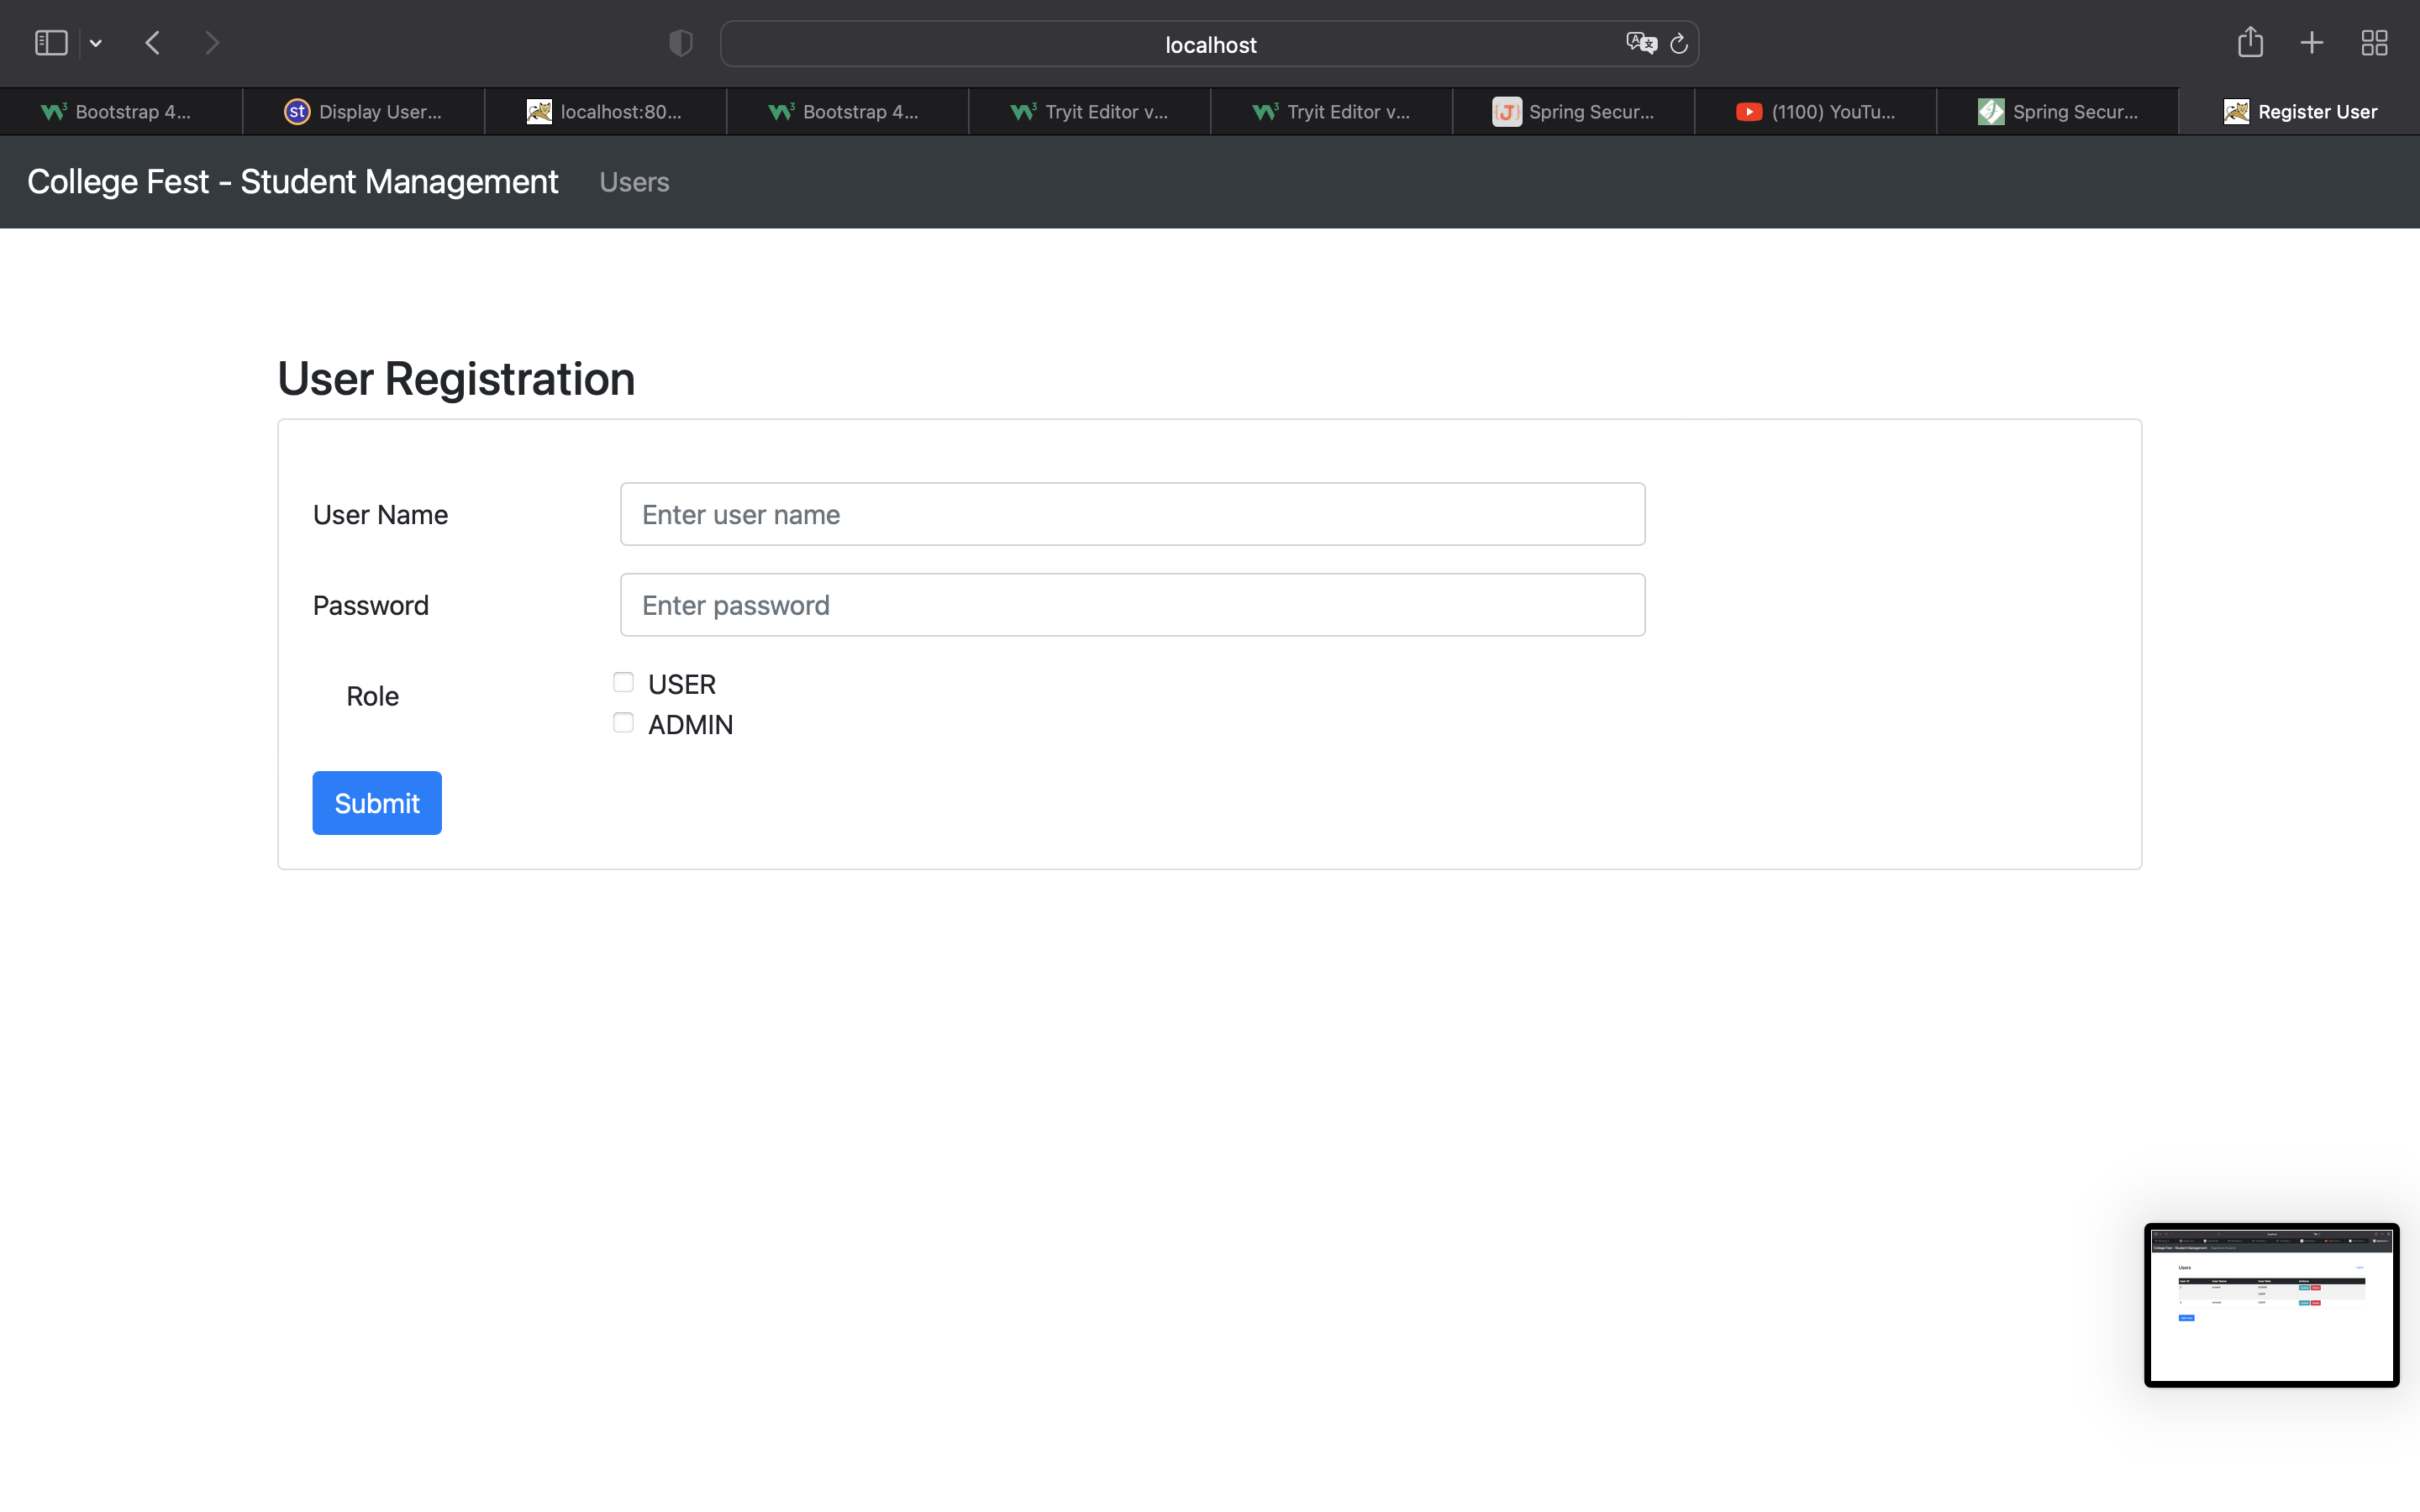 localhost
Bootstrap 4...
Display User...
localhost:80...
Bootstrap 4...
Tryit Editor v...
Tryit Editor v...
Spring Secur...
(1100) YouTu...
Spring Secur...
Register User
College Fest - Student Management Users
User Registration
User Name Enter user name
Password Enter password
Role
USER
ADMIN
Submit
Users